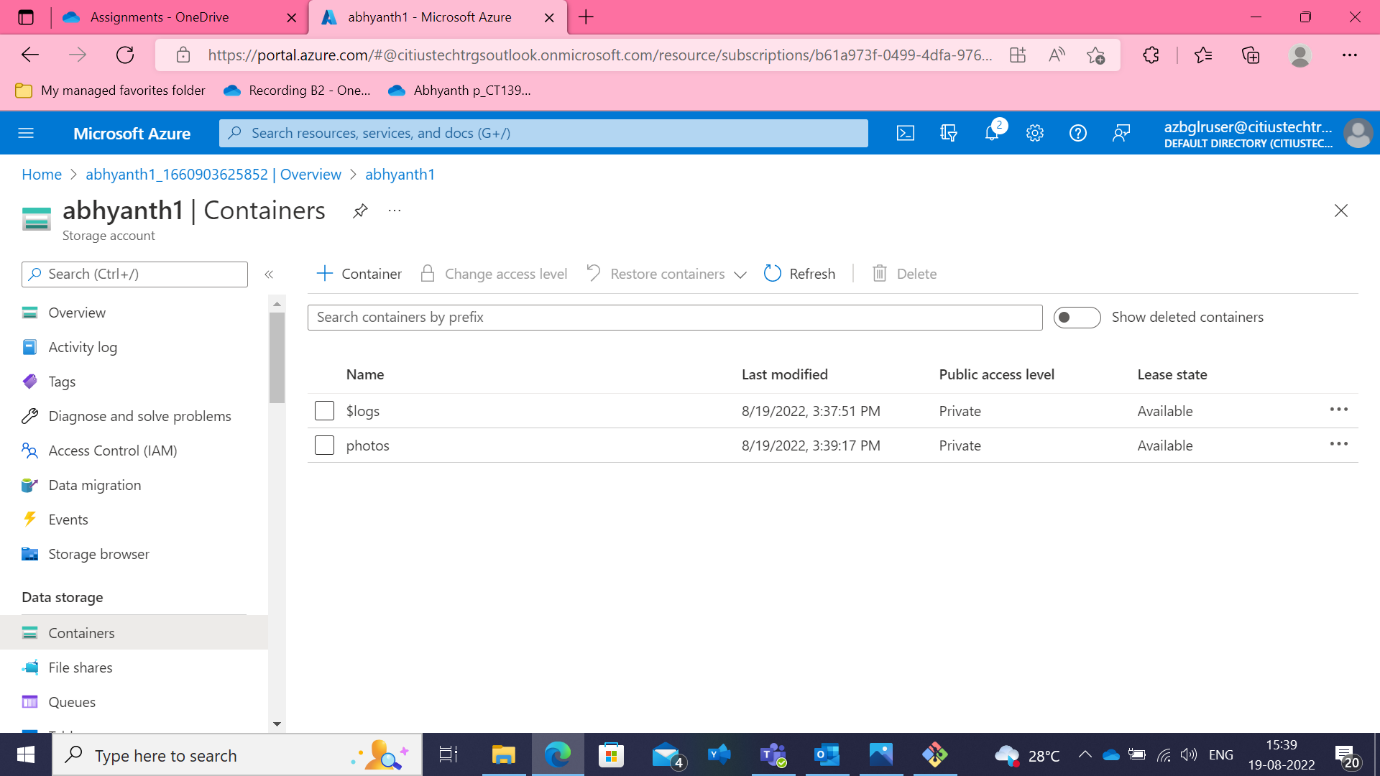 Assignments - OneDrive
abhyanth1 - Microsoft Azure
https://portal.azure.com/#@citiustechtrgsoutlook.onmicrosoft.com/resource/subscriptions/b61a973f-0499-4dfa-976...
My managed favorites folder
Recording B2 - One...
Abhyanth p_CT139...
Microsoft Azure
Search resources, services, and docs (G+/)
2
azbglruser@citiustechtr...
DEFAULT DIRECTORY (CITIUSTEC...
Home > abhyanth1_1660903625852 | Overview > abhyanth1
abhyanth1 | Containers
Storage account
Search (Ctrl+/)
Overview
Activity log
Tags
Diagnose and solve problems
Access Control (IAM)
Data migration
Events
Storage browser
Data storage
Containers
File shares
Queues
Container Change access level Restore containers Refresh Delete
Search containers by prefix
Show deleted containers
Name Last modified Public access level Lease state
$logs 8/19/2022, 3:37:51 PM Private Available
photos 8/19/2022, 3:39:17 PM Private Available
Type here to search
4
28°C
ENG
15:39
19-08-2022
20